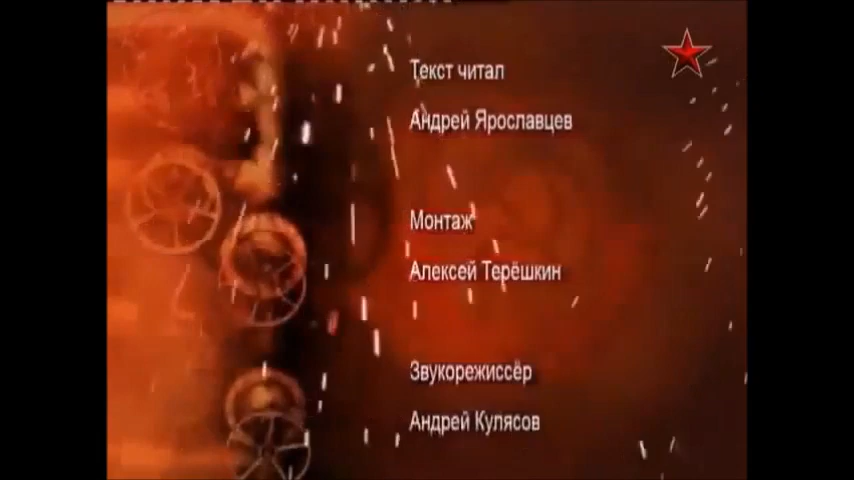 Текст читал
Андрей Ярославцев
Монтаж
Алексей Терёшкин
Звукорежиссёр
Андрей Кулясов